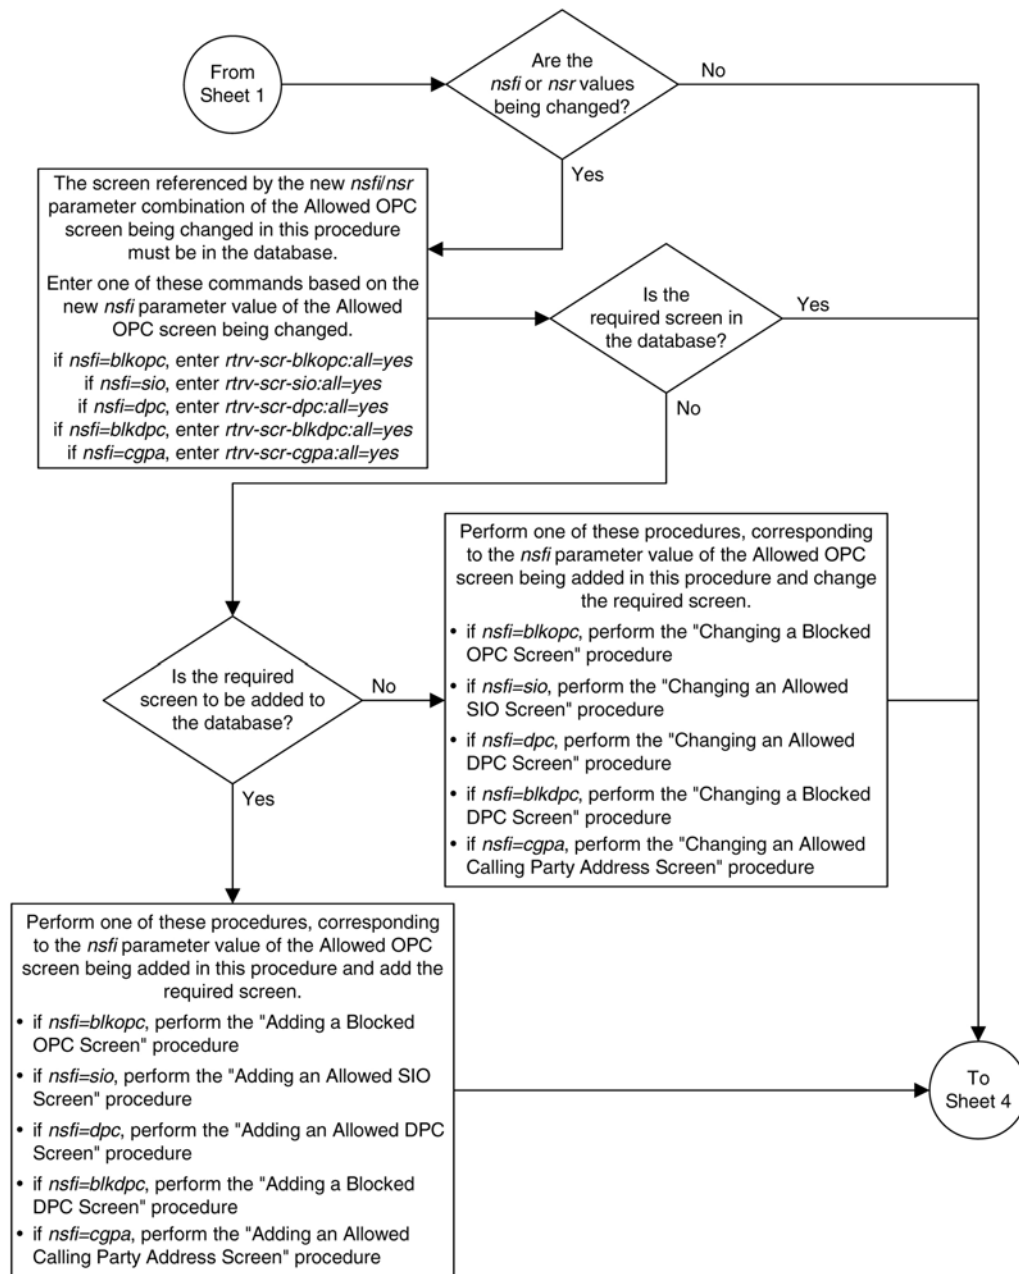 From
Sheet 1
Are the
nsfi or nsr values
being changed?
No
Yes
The screen referenced by the new nsfi/nsr
parameter combination of the Allowed OPC
screen being changed in this procedure
must be in the database.
Enter one of these commands based on the
new nsfi parameter value of the Allowed
OPC screen being changed.
if nsfi=blkopc, enter rtrv-scr-blkopc:all=yes
if nsfi=sio, enter rtrv-scr-sio:all=yes
if nsfi=dpc, enter rtrv-scr-dpc:all=yes
if nsfi=blkdpc, enter rtrv-scr-blkdpc:all=yes
if nsfi=cgpa, enter rtrv-scr-cgpa:all=yes
Is the
required screen in
the database?
Yes
No
Is the required
screen to be added to
the database?
No
Yes
Perform one of these procedures, corresponding
to the nsfi parameter value of the Allowed OPC
screen being added in this procedure and change
the required screen.
• if nsfi=blkopc, perform the "Changing a Blocked
OPC Screen" procedure
• if nsfi=sio, perform the "Changing an Allowed
SIO Screen" procedure
• if nsfi=dpc, perform the "Changing an Allowed
DPC Screen" procedure
• if nsfi=blkdpc, perform the "Changing a Blocked
DPC Screen" procedure
• if nsfi=cgpa, perform the "Changing an Allowed
Calling Party Address Screen" procedure
Perform one of these procedures, corresponding
to the nsfi parameter value of the Allowed OPC
screen being added in this procedure and add the
required screen.
• if nsfi=blkopc, perform the "Adding a Blocked
OPC Screen" procedure
• if nsfi=sio, perform the "Adding an Allowed SIO
Screen" procedure
• if nsfi=dpc, perform the "Adding an Allowed DPC
Screen" procedure
• if nsfi=blkdpc, perform the "Adding a Blocked
DPC Screen" procedure
• if nsfi=cgpa, perform the "Adding an Allowed
Calling Party Address Screen" procedure
To
Sheet 4